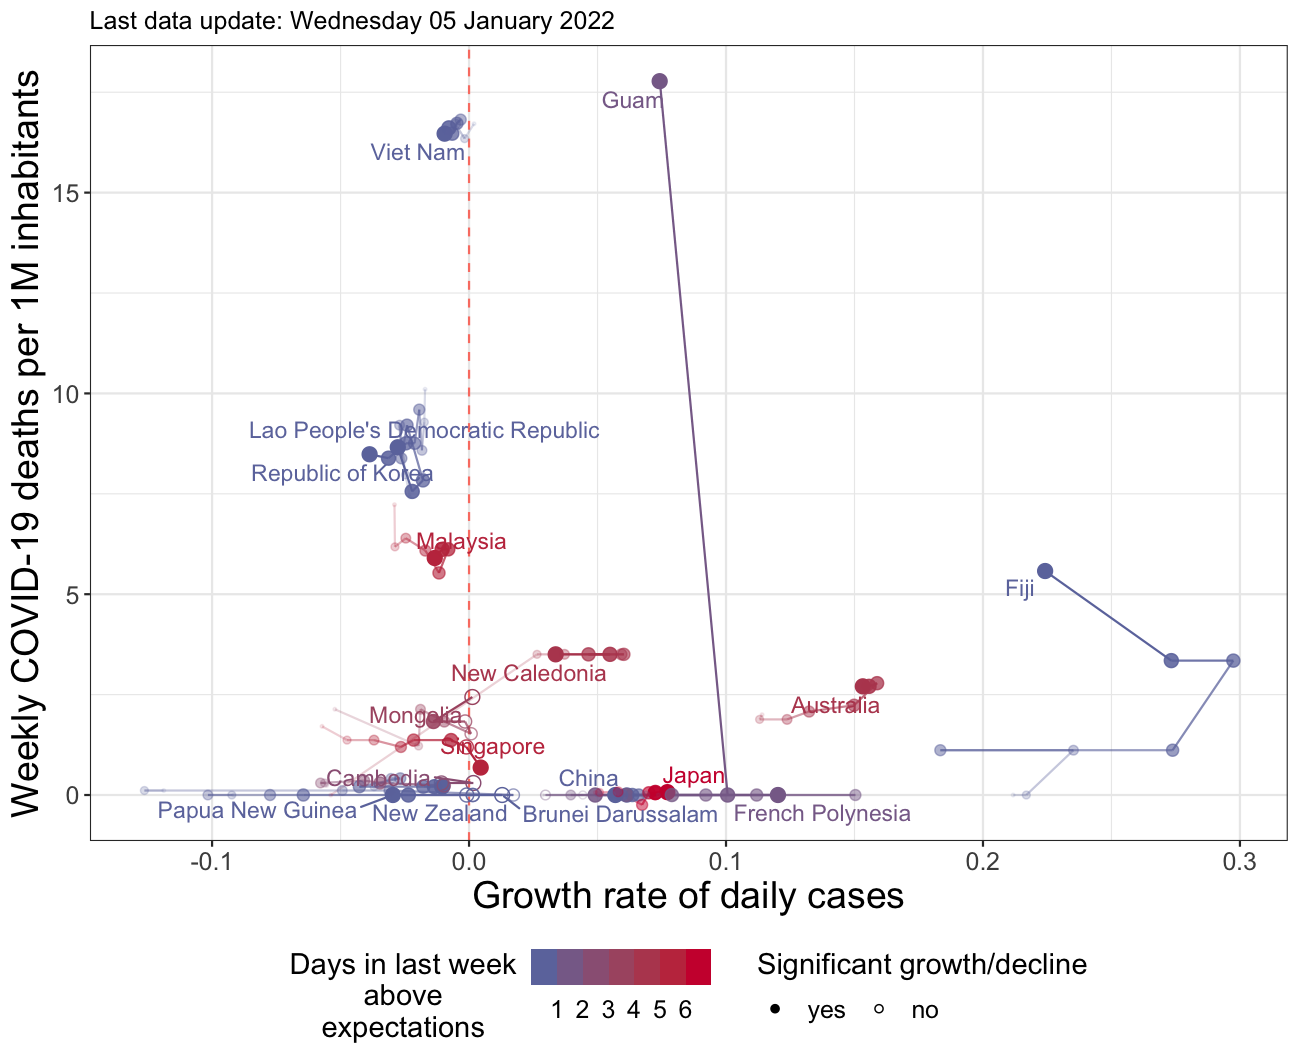 Last data update: Wednesday 05 January 2022
Weekly COVID-19 deaths per 1M inhabitants
15
10
5
0
Guam
Viet Nam
Lao People's Democratic Republic
Republic of Korea
Malaysia
Fiji
New Caledonia
Australia
Mongolia
Singapore
Cambodia
China
Japan
Papua New Guinea
New Zealand
Brunei Darussalam
French Polynesia
-0.1
0.0
0.1
0.2
0.3
Growth rate of daily cases
Days in last week
above
expectations
1 2 3 4 5 6
Significant growth/decline
yes
no